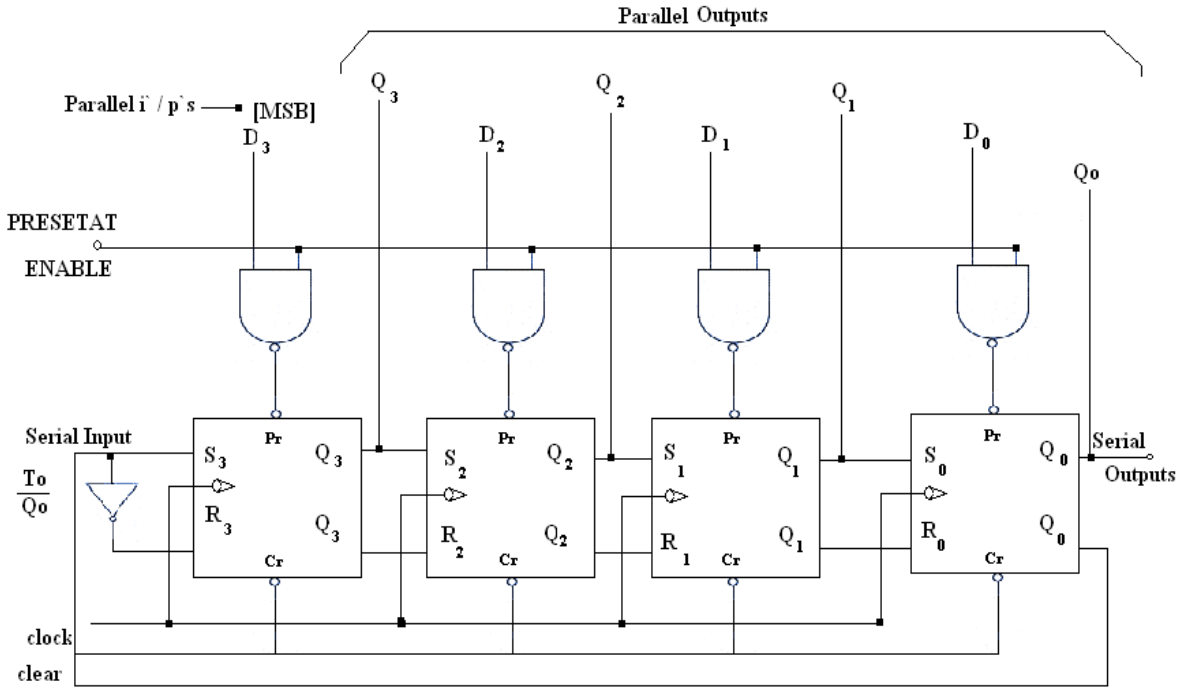 Parallel Outputs
Q3 Q2 Q1
Parallel i` / p`s [MSB]
D3 D2 D1 D0
Qo
PRESETAT
ENABLE
Pr Pr Pr Pr
Serial Input
S3 Q3 S2 Q2 S1 Q1 S0 Q0 Serial
Outputs
To
Qo
R3 Q3 R2 Q2 R1 Q1 R0 Q0
Cr Cr Cr Cr
clock
clear